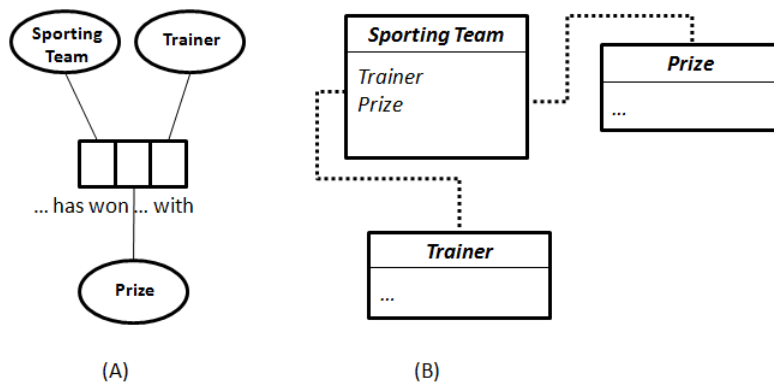 Sporting
Team
Trainer
... has won ... with
Prize
(A)
Sporting Team
Trainer
Prize
Prize
...
Trainer
...
(B)